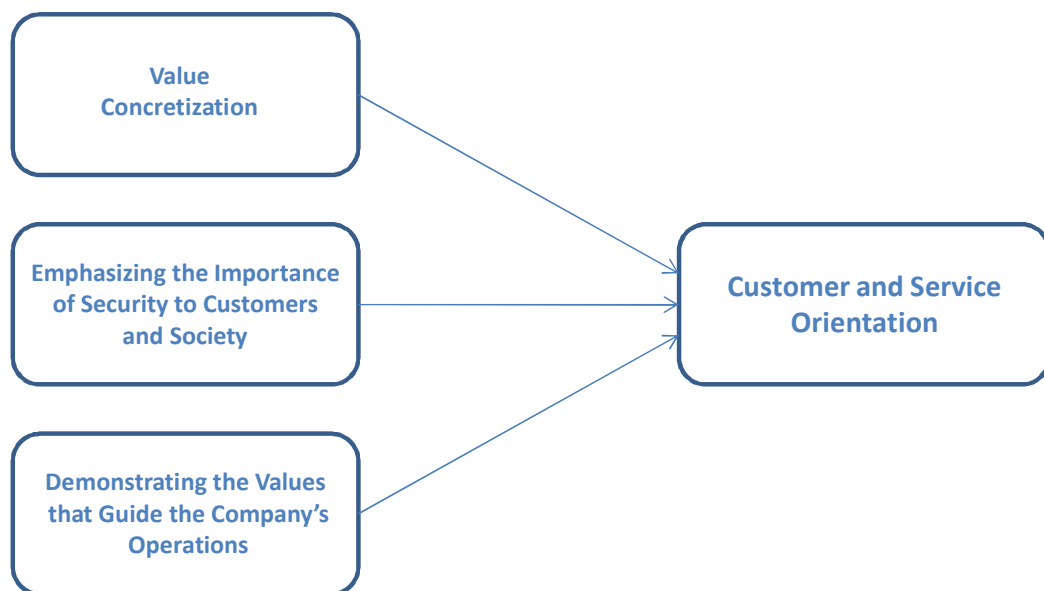 Value
Concretization
Emphasizing the Importance
of Security to Customers
and Society
Customer and Service
Orientation
Demonstrating the Values
that Guide the Company’s
Operations